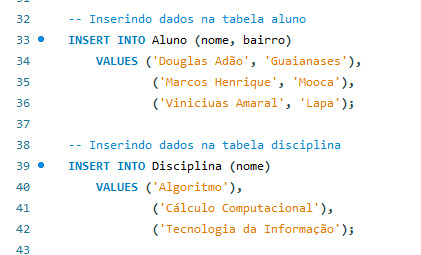 32 -- Inserindo dados na tabela aluno
33 INSERT INTO Aluno (nome, bairro)
34 VALUES ('Douglas Adão', 'Guaianases'),
35 ('Marcos Henrique', 'Mooca'),
36 ('Viniciuas Amaral', 'Lapa');
37
38 -- Inserindo dados na tabela disciplina
39 INSERT INTO Disciplina (nome)
40 VALUES ('Algoritmo'),
41 ('Cálculo Computacional'),
42 ('Tecnologia da Informação');
43